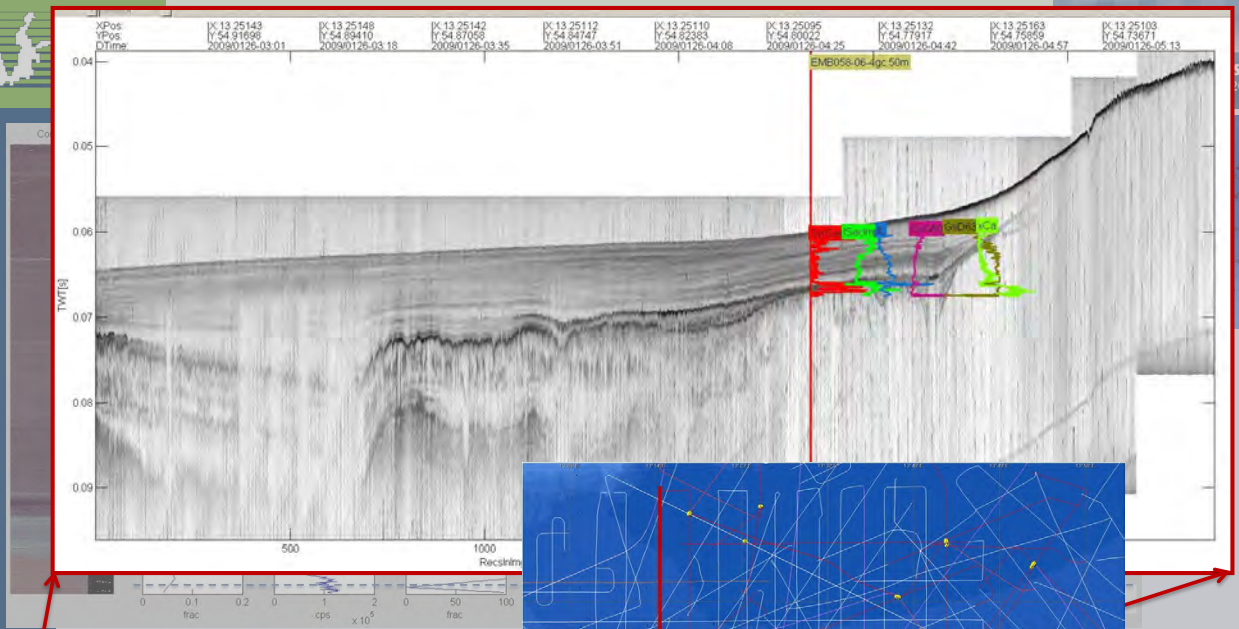 XPos:
YPos:
DTime:
X:13.25143
Y:54.91698
2009/0126-03:01
X:13.25148
Y:54.89410
2009/0126-03:18
X:13.25142
Y:54.87058
2009/0126-03:35
X:13.25112
Y:54.84747
2009/0126-03:51
X:13.25110
Y:54.82383
2009/0126-04:08
X:13.25095
Y:54.80022
2009/0126-04:25
X:13.25132
Y:54.77917
2009/0126-04:42
X:13.25163
Y:54.75859
2009/0126-04:57
X:13.25103
Y:54.73671
2009/0126-05:13
EMB058-06-4gc:50m
0.04
0.05
0.06
0.07
0.08
0.09
TWT[s]
500
1000
0
0.1
0.2
frac
0
1
2
cps
x 10⁵
0
50
100
frac